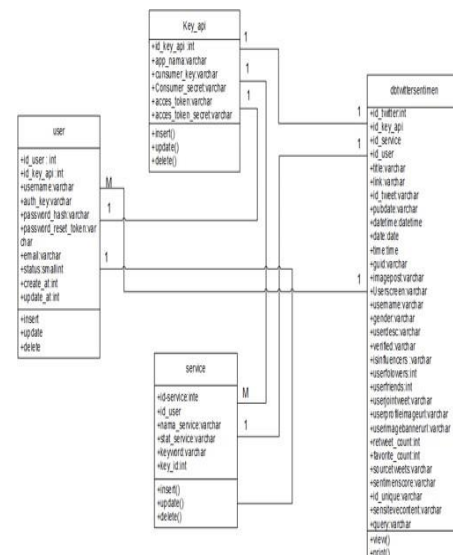 Key_api
+id_key_api :int
+app_nama:varchar
+cunsumer_key:varchar
+Consumer_secret:varchar
+acces_token:varchar
+acces_token_secret:varchar
+insert()
+update()
+delete()
1
1
1
user
+id_user : int
+id_key_api :int
+username:varchar
+auth_key:varchar
+password_hash:varchar
+password_reset_token:var
char
+email:varchar
+status:smallint
+create_at:int
+update_at:int
+insert
+update
+delete
M
1
1
service
+id-service:inte
+id_user
+nama_service:varchar
+stat_service:varchar
+keyword:varchar
+key_id:int
+insert()
+update()
+delete()
M
1
dbtwittersentimen
+id_twitter:int
+id_key_api
+id_service
+id_user
+title:varchar
+link:varchar
+id_tweet:varchar
+pubdate:varchar
+datetime:datetime
+date:date
+time:time
+guid:varchar
+imagepost:varchar
+Userscreen:varchar
+username:varchar
+gender:varchar
+userdesc:varchar
+verified:varchar
+isinfluencers :varchar
+userfolowers:int
+userfriends:int
+userjointweet:varchar
+userprofileimageurl:varchar
+userimagebannerurl:varchar
+retweet_count:int
+favorite_count:int
+sourcetweets:varchar
+sentimenscore:varchar
+id_unique:varchar
+sensitevecontent:varchar
+query:varchar
+view()
+print()
1
1
1